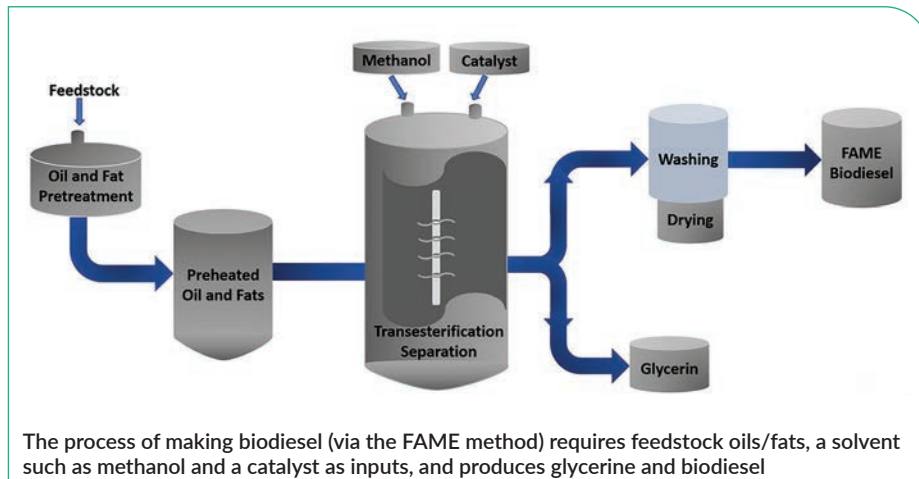 Methanol
Catalyst
Feedstock
Oil and Fat
Pretreatment
Preheated
Oil and Fats
Transesterification
Separation
Washing
Drying
FAME
Biodiesel
Glycerin
The process of making biodiesel (via the FAME method) requires feedstock oils/fats, a solvent
such as methanol and a catalyst as inputs, and produces glycerine and biodiesel